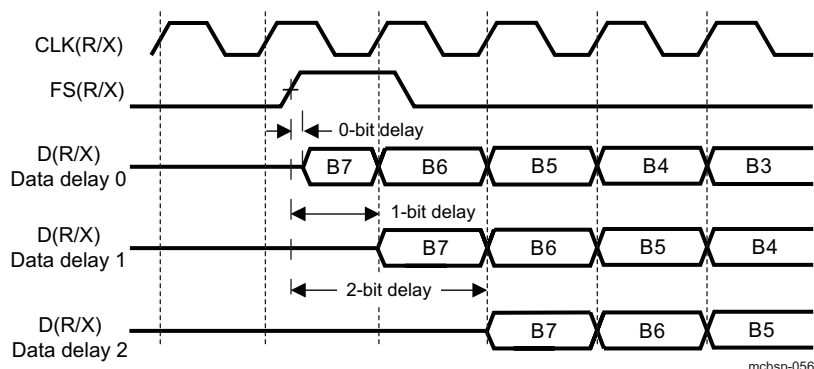 CLK(R/X)
FS(R/X)
0-bit delay
D(R/X)
Data delay 0
B7 B6 B5 B4 B3
1-bit delay
D(R/X)
Data delay 1
B7 B6 B5 B4
2-bit delay
D(R/X)
Data delay 2
B7 B6 B5
mcbsp-056